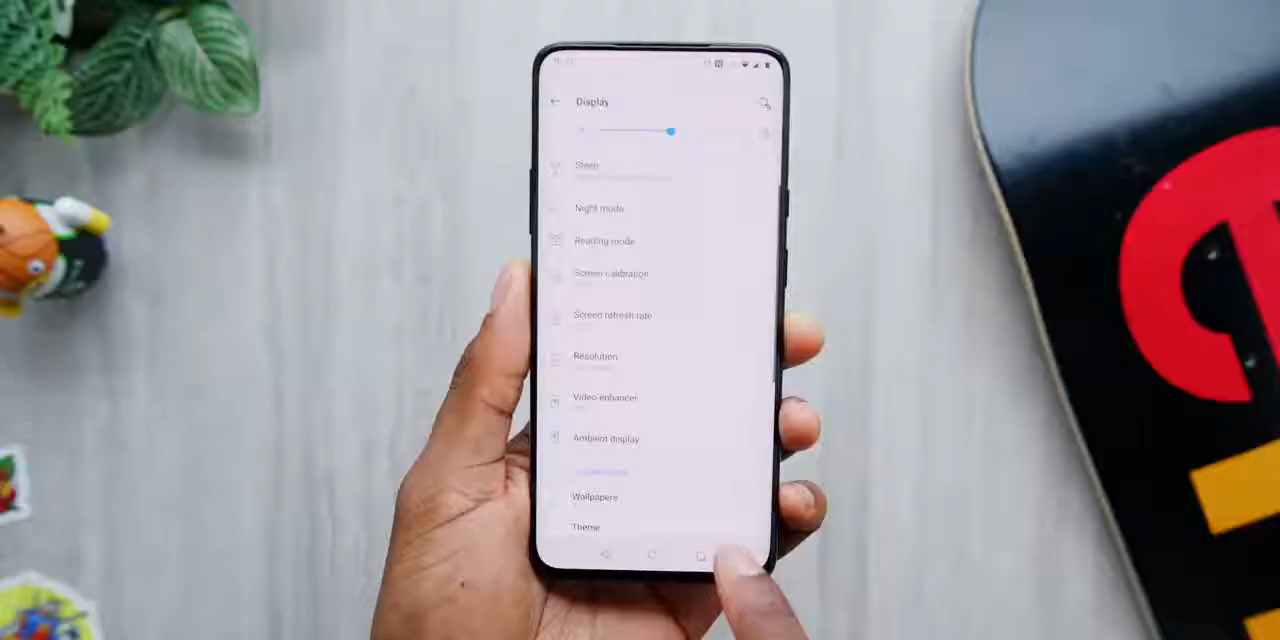 Display
Sleep
Night mode
Reading mode
Screen calibration
Screen refresh rate
Resolution
Video enhancer
Ambient display
Wallpapers
Theme